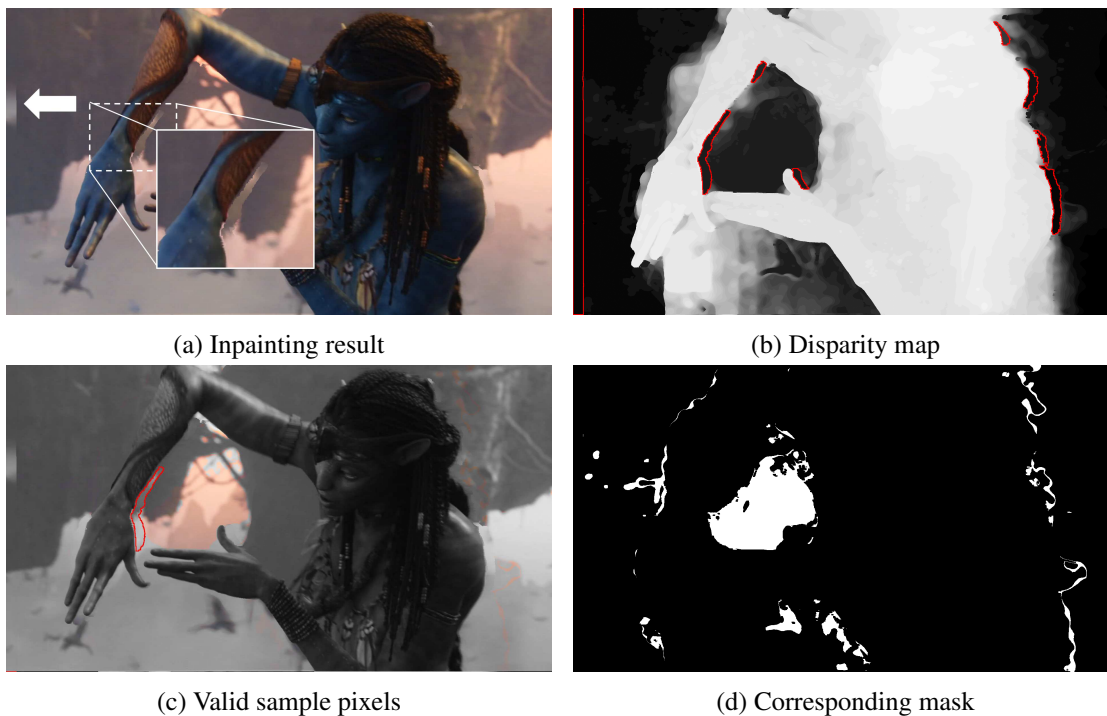 (a) Inpainting result
(b) Disparity map
(c) Valid sample pixels
(d) Corresponding mask